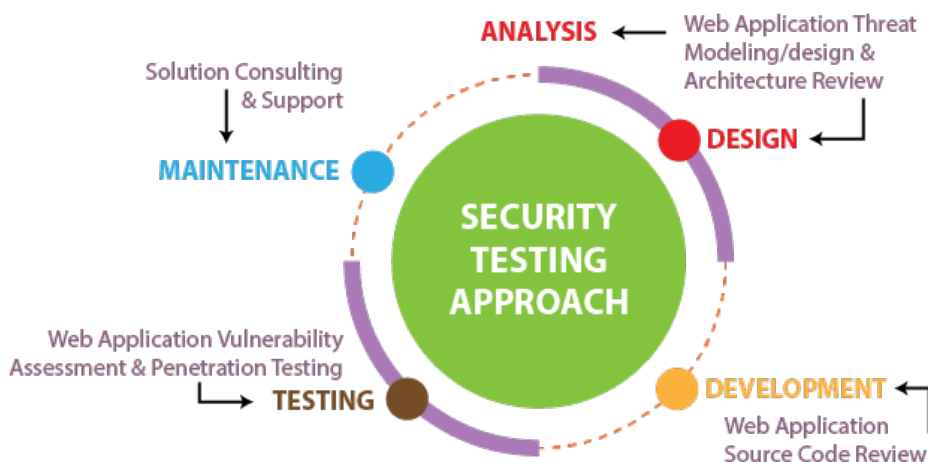 ANALYSIS
Web Application Threat
Modeling/design &
Architecture Review
DESIGN
Solution Consulting
& Support
MAINTENANCE
SECURITY
TESTING
APPROACH
Web Application Vulnerability
Assessment & Penetration Testing
TESTING
DEVELOPMENT
Web Application
Source Code Review